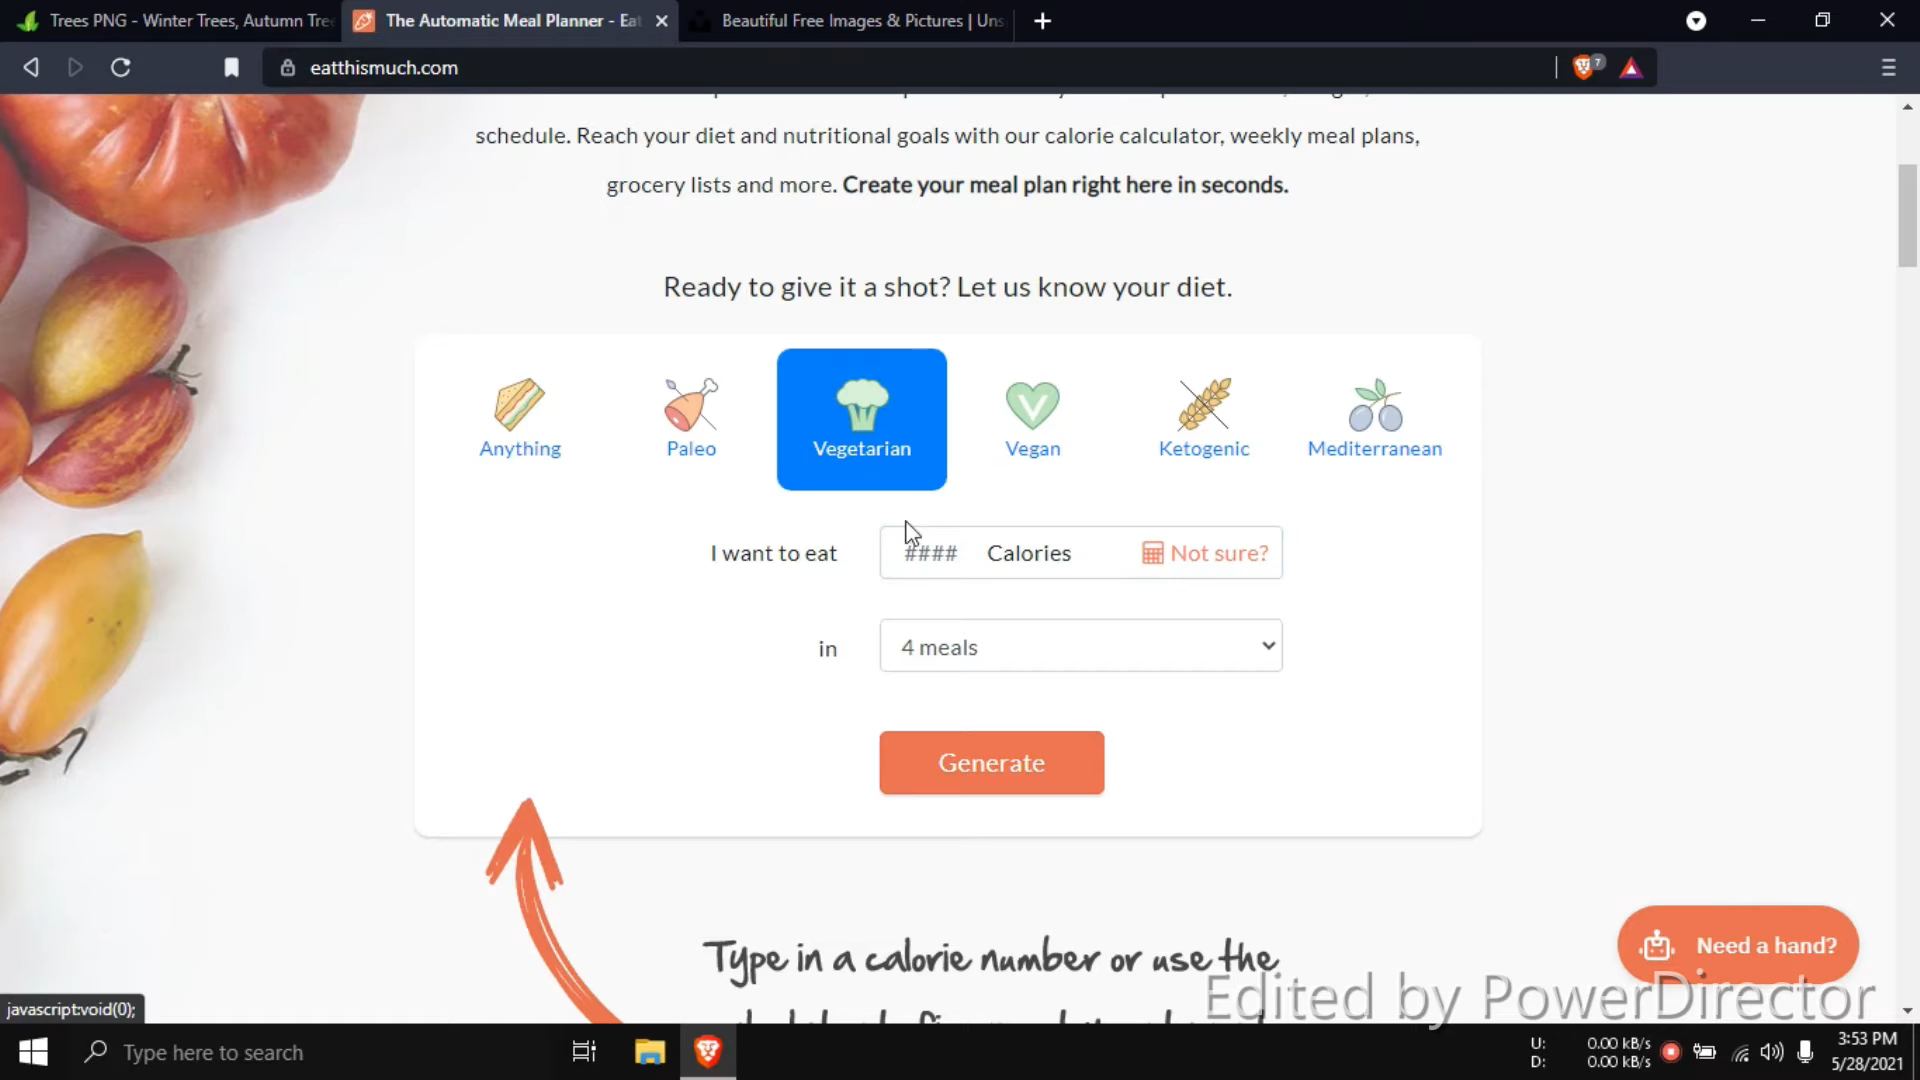 Trees PNG - Winter Trees, Autumn Tre
The Automatic Meal Planner - Eat
Beautiful Free Images & Pictures | Uns
eatthismuch.com
7
schedule. Reach your diet and nutritional goals with our calorie calculator, weekly meal plans,
grocery lists and more. Create your meal plan right here in seconds.
Ready to give it a shot? Let us know your diet.
Anything
Paleo
Vegetarian
Vegan
Ketogenic
Mediterranean
I want to eat
#### Calories
Not sure?
in
4 meals
Generate
Type in a calorie number or use the
Need a hand?
Edited by PowerDirector
javascript:void(0);
Type here to search
U: 0.00 kB/s
D: 0.00 kB/s
3:53 PM
5/28/2021